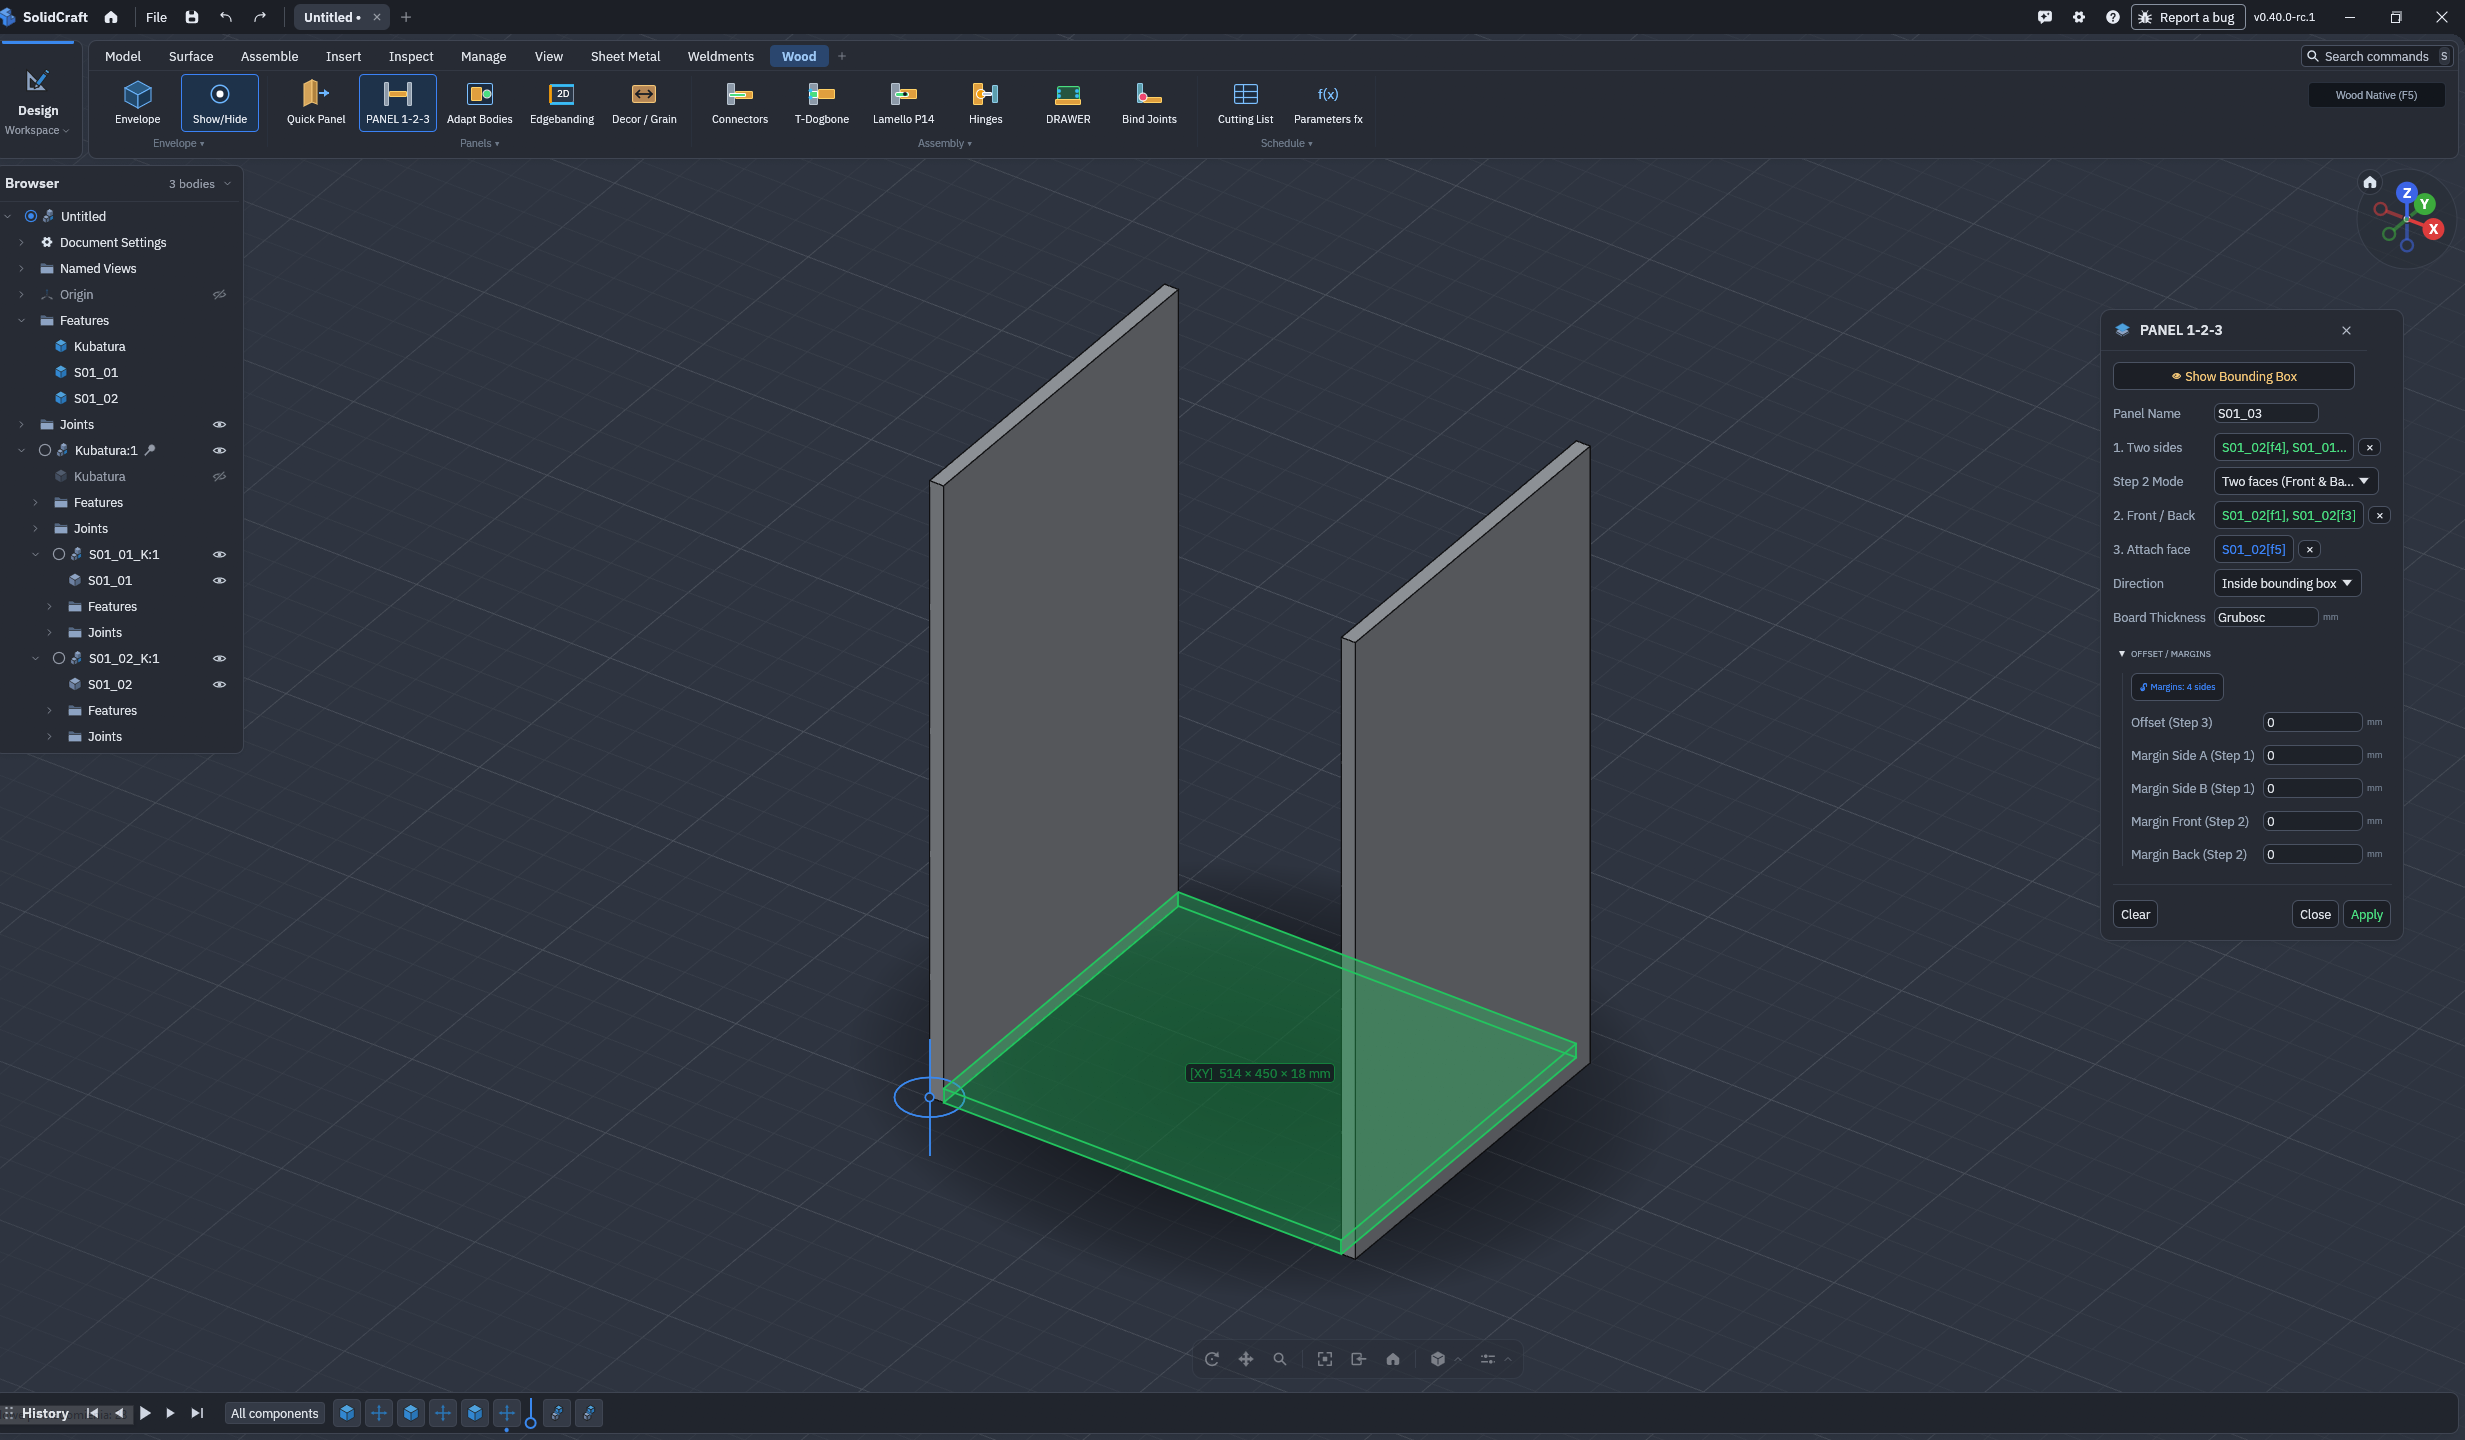 SolidCraft File Untitled • Report a bug v0.40.0-rc.1
Model Surface Assemble Insert Inspect Manage View Sheet Metal Weldments Wood Search commands S
Design
Workspace
Envelope Show/Hide Quick Panel PANEL 1-2-3 Adapt Bodies 2D Edgebanding Decor / Grain Connectors T-Dogbone Lamello P14 Hinges DRAWER Bind Joints Cutting List f(x) Parameters fx
Wood Native (F5)
Envelope ▾ Panels ▾ Assembly ▾ Schedule ▾
Browser 3 bodies
Untitled
Document Settings
Named Views
Origin
Features
Kubatura
S01_01
S01_02
Joints
Kubatura:1
Kubatura
Features
Joints
S01_01_K:1
S01_01
Features
Joints
S01_02_K:1
S01_02
Features
Joints
Z
Y
X
[XY] 514 × 450 × 18 mm
PANEL 1-2-3
Show Bounding Box
Panel Name S01_03
1. Two sides S01_02[f4], S01_01...
Step 2 Mode Two faces (Front & Ba...
2. Front / Back S01_02[f1], S01_02[f3]
3. Attach face S01_02[f5]
Direction Inside bounding box
Board Thickness Grubosc mm
OFFSET / MARGINS
Margins: 4 sides
Offset (Step 3) 0 mm
Margin Side A (Step 1) 0 mm
Margin Side B (Step 1) 0 mm
Margin Front (Step 2) 0 mm
Margin Back (Step 2) 0 mm
Clear Close Apply
History All components